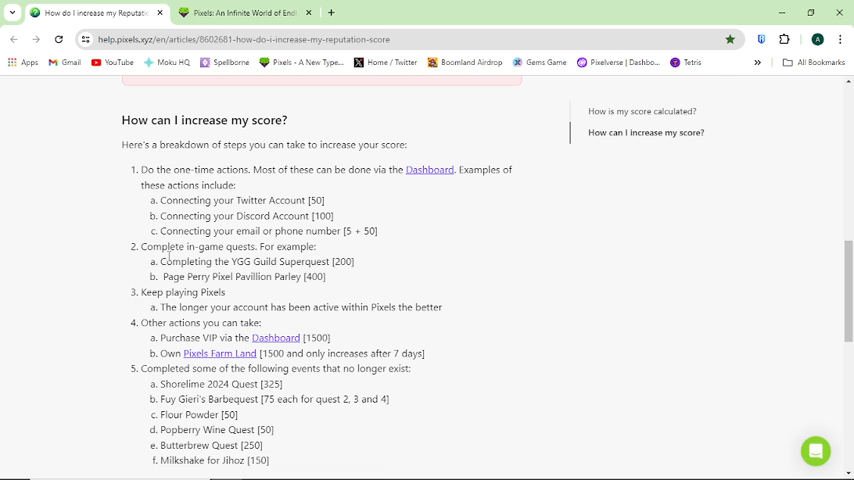 How do I increase my Reputatio
Pixels: An Infinite World of Endl
help.pixels.xyz/en/articles/8602681-how-do-i-increase-my-reputation-score
A
Apps
Gmail
YouTube
Moku HQ
Spellborne
Pixels - A New Type...
Home / Twitter
Boomland Airdrop
Gems Game
Pixelverse | Dashbo...
Tetris
»
All Bookmarks
How is my score calculated?
How can I increase my score?
How can I increase my score?
Here's a breakdown of steps you can take to increase your score:
1. Do the one-time actions. Most of these can be done via the Dashboard. Examples of
these actions include:
a. Connecting your Twitter Account [50]
b. Connecting your Discord Account [100]
c. Connecting your email or phone number [5 + 50]
2. Complete in-game quests. For example:
a. Completing the YGG Guild Superquest [200]
b. Page Perry Pixel Pavillion Parley [400]
3. Keep playing Pixels
a. The longer your account has been active within Pixels the better
4. Other actions you can take:
a. Purchase VIP via the Dashboard [1500]
b. Own Pixels Farm Land [1500 and only increases after 7 days]
5. Completed some of the following events that no longer exist:
a. Shorelime 2024 Quest [325]
b. Fuy Gieri's Barbequest [75 each for quest 2, 3 and 4]
c. Flour Powder [50]
d. Popberry Wine Quest [50]
e. Butterbrew Quest [250]
f. Milkshake for Jihoz [150]